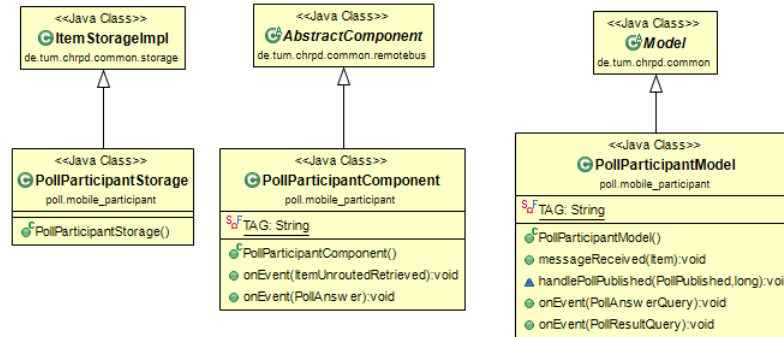 <<Java Class>>
ItemStorageImpl
de.tum.chrpd.common.storage
<<Java Class>>
AbstractComponent
de.tum.chrpd.common.remotebus
<<Java Class>>
Model
de.tum.chrpd.common
<<Java Class>>
PollParticipantStorage
poll.mobile_participant
PollParticipantStorage()
<<Java Class>>
PollParticipantComponent
poll.mobile_participant
TAG: String
PollParticipantComponent()
onEvent(ItemUnroutedRetrieved):void
onEvent(PollAnswer):void
<<Java Class>>
PollParticipantModel
poll.mobile_participant
TAG: String
PollParticipantModel()
messageReceived(Item):void
handlePollPublished(PollPublished,long):voi
onEvent(PollAnswerQuery):void
onEvent(PollResultQuery):void